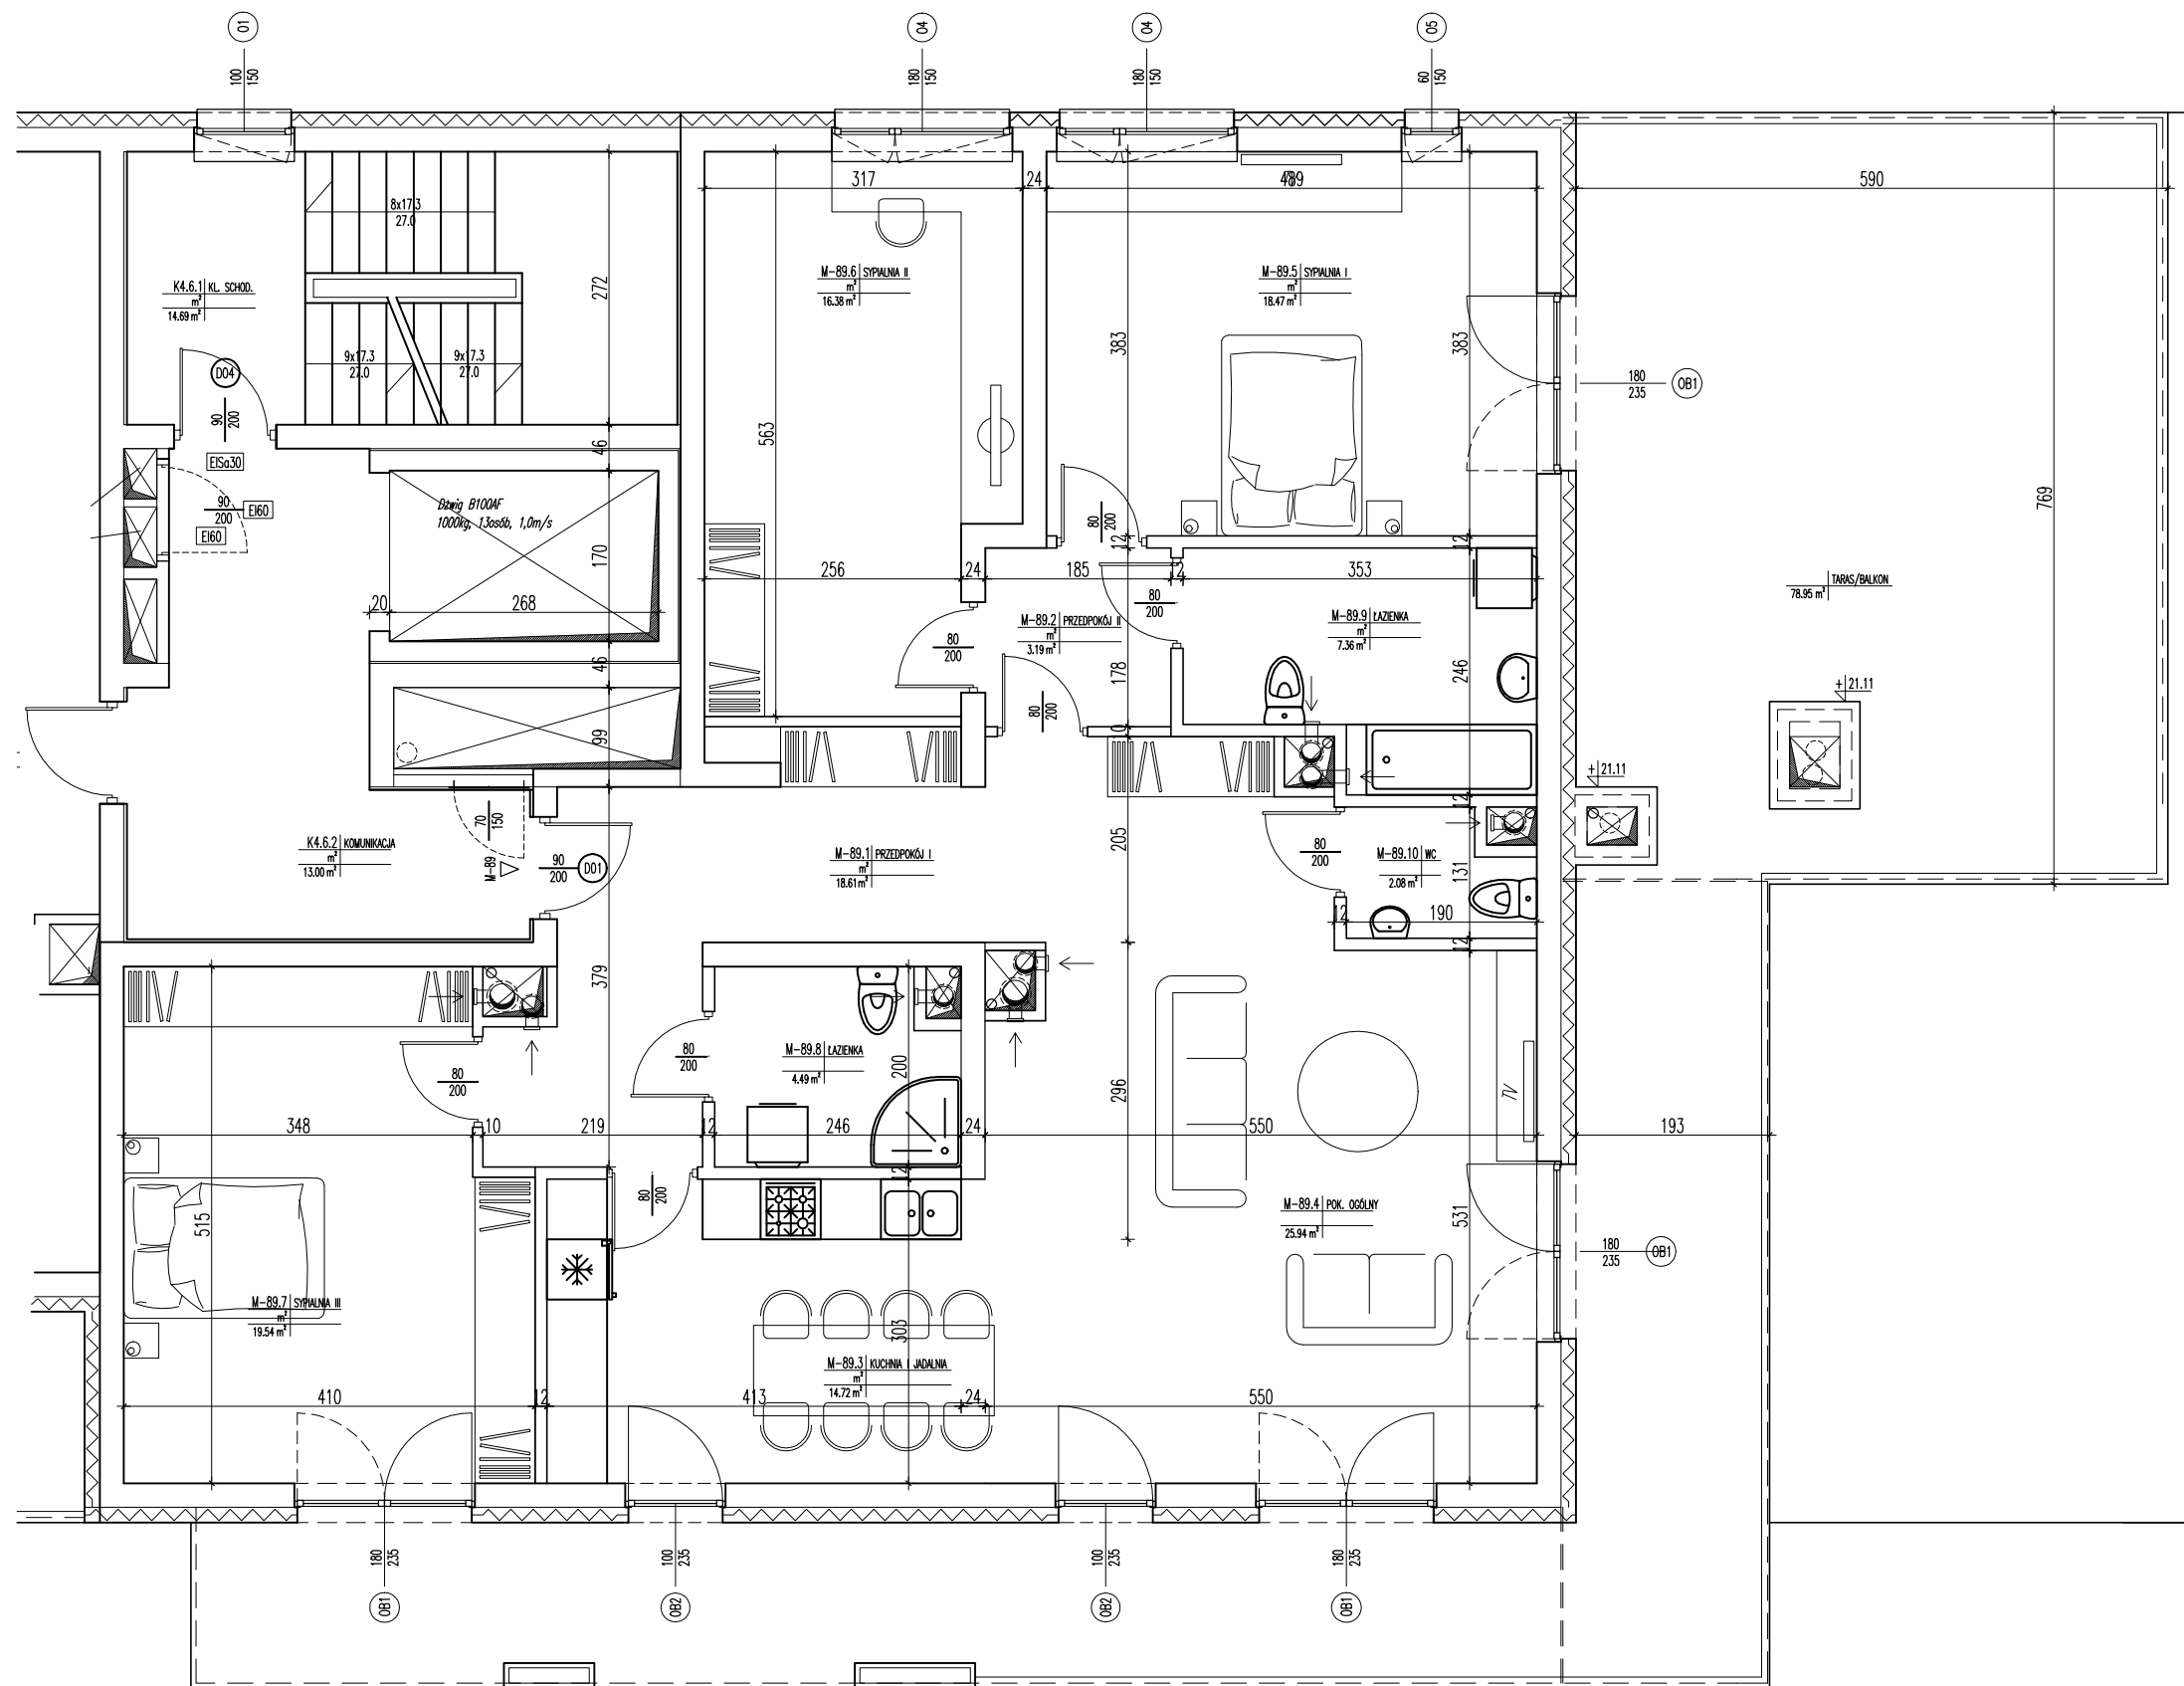 01
04
04
05
100
150
180
150
180
150
60
150
317
24
590
8x17.3
27.0
272
M-89.6 SYPIALNIA II
m²
16.38 m²
M-89.5 SYPIALNIA I
m²
18.47 m²
K4.6.1 KL. SCHOD.
m²
14.69 m²
9x17.3
27.0
9x17.3
27.0
383
383
D04
180
235
OB1
90
200
563
46
EISa30
769
90
200
EI60
EI60
Dźwig B100AF
1000kg, 13osób, 1,0m/s
80
200
12
12
170
256
24
185
12
353
TARAS/BALKON
78.95 m²
20
268
80
200
M-89.2 PRZEDPOKÓJ II
m²
3.19 m²
M-89.9 ŁAZIENKA
m²
7.36 m²
80
200
46
178
246
+21.11
80
200
99
10
+21.11
12
70
150
M-89
K4.6.2 KOMUNIKACJA
m²
13.00 m²
90
200
D01
M-89.1 PRZEDPOKÓJ I
m²
18.61 m²
205
80
200
M-89.10 WC
2.08 m²
131
12
190
12
379
80
200
80
200
M-89.8 ŁAZIENKA
4.49 m²
200
296
TV
348
10
219
12
246
24
550
193
12
80
200
515
M-89.4 POK. OGÓLNY
25.94 m²
531
180
235
OB1
M-89.7 SYPIALNIA III
m²
19.54 m²
303
M-89.3 KUCHNIA I JADALNIA
m²
14.72 m²
410
12
413
24
550
180
235
100
235
100
235
180
235
OB1
OB2
OB2
OB1